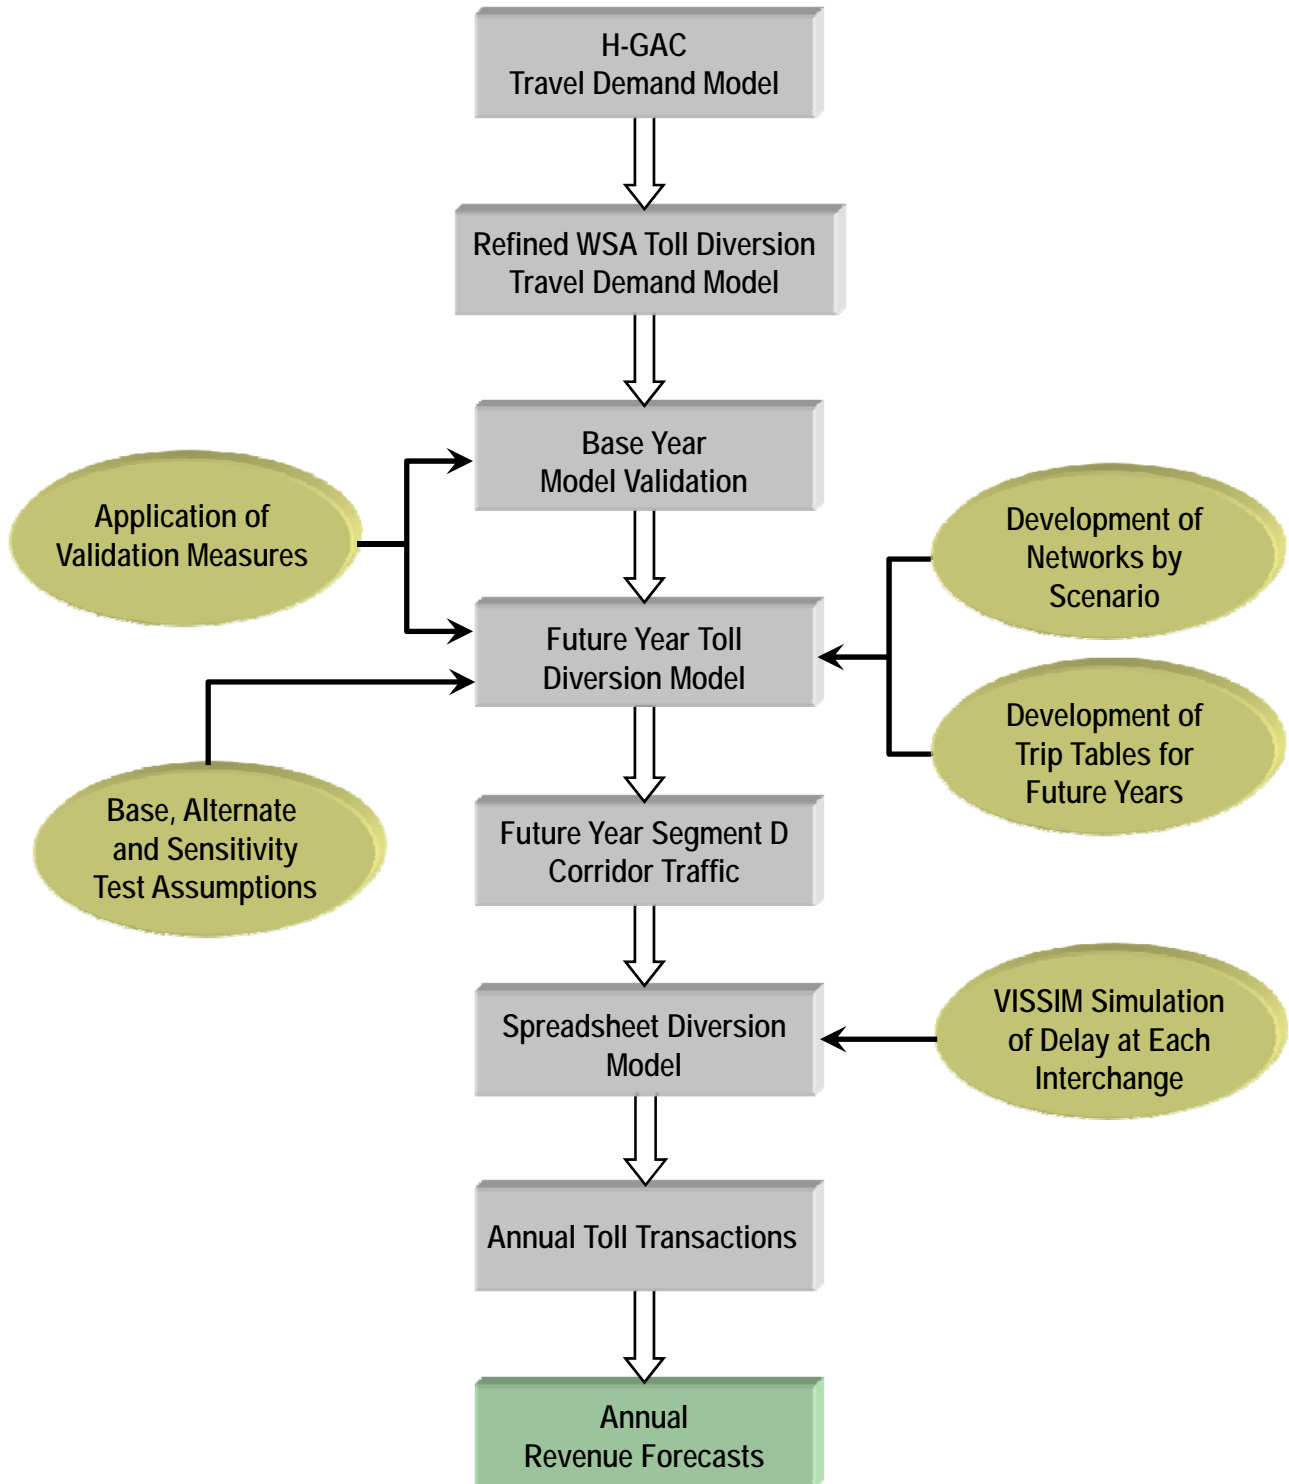 H-GAC
Travel Demand Model
Refined WSA Toll Diversion
Travel Demand Model
Base Year
Model Validation
Application of
Validation Measures
Development of
Networks by
Scenario
Future Year Toll
Diversion Model
Development of
Trip Tables for
Future Years
Base, Alternate
and Sensitivity
Test Assumptions
Future Year Segment D
Corridor Traffic
Spreadsheet Diversion
Model
VISSIM Simulation
of Delay at Each
Interchange
Annual Toll Transactions
Annual
Revenue Forecasts